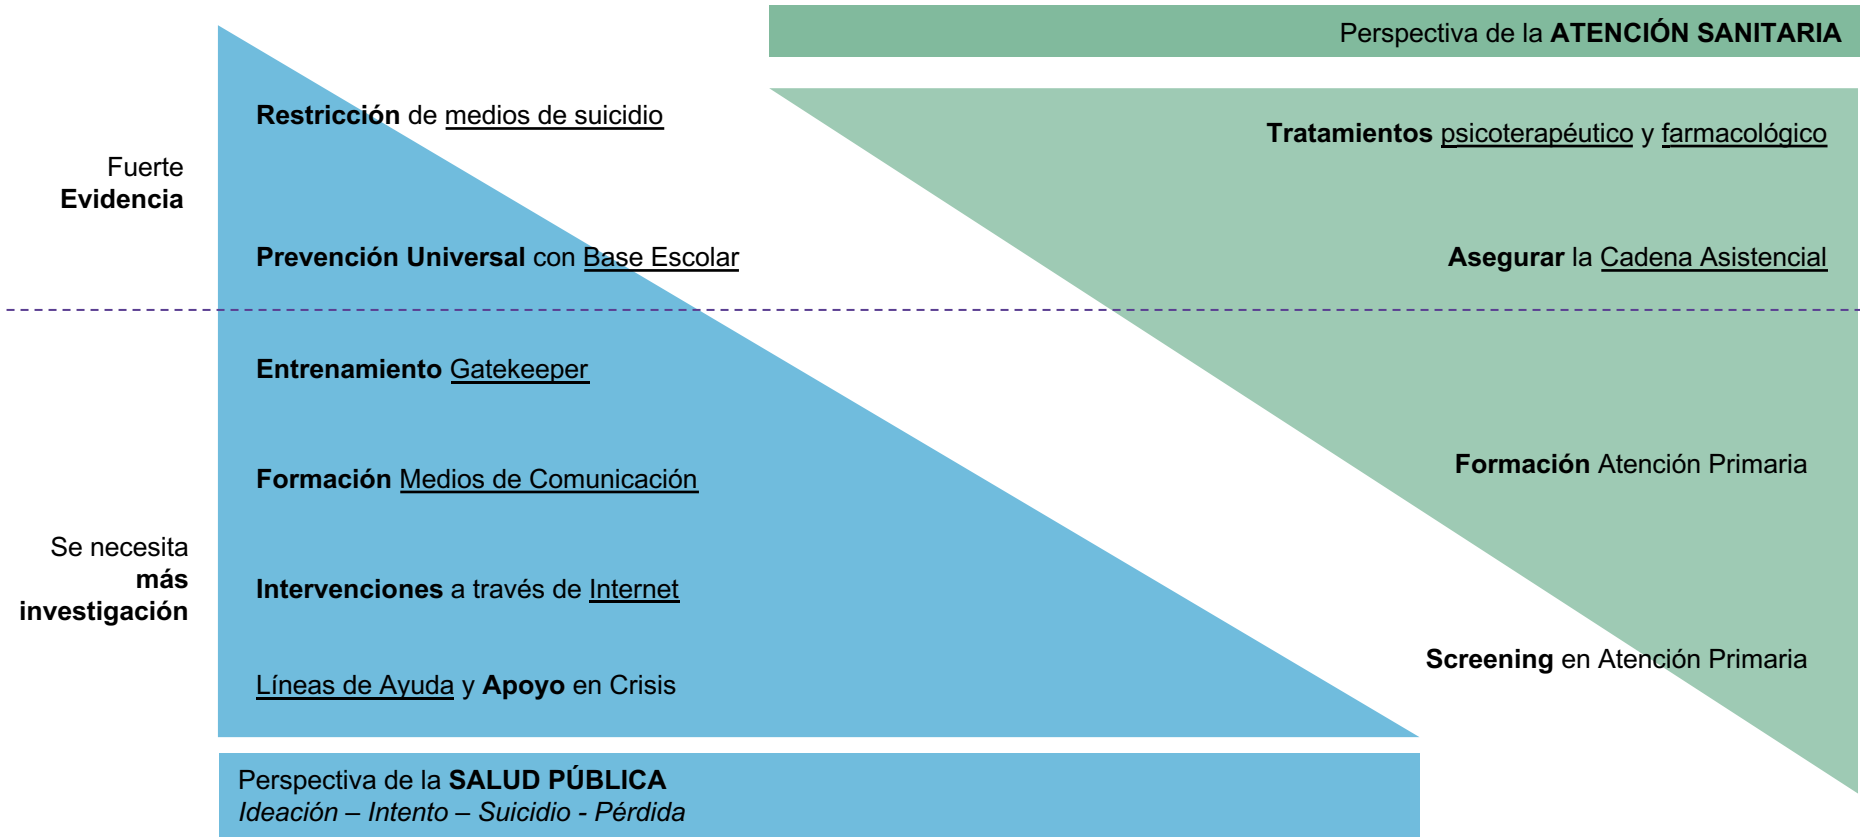 Perspectiva de la ATENCIÓN SANITARIA
Fuerte
Evidencia
Restricción de medios de suicidio
Prevención Universal con Base Escolar
Tratamientos psicoterapéutico y farmacológico
Asegurar la Cadena Asistencial
Se necesita
más
investigación
Entrenamiento Gatekeeper
Formación Medios de Comunicación
Intervenciones a través de Internet
Líneas de Ayuda y Apoyo en Crisis
Formación Atención Primaria
Screening en Atención Primaria
Perspectiva de la SALUD PÚBLICA
Ideación – Intento – Suicidio - Pérdida